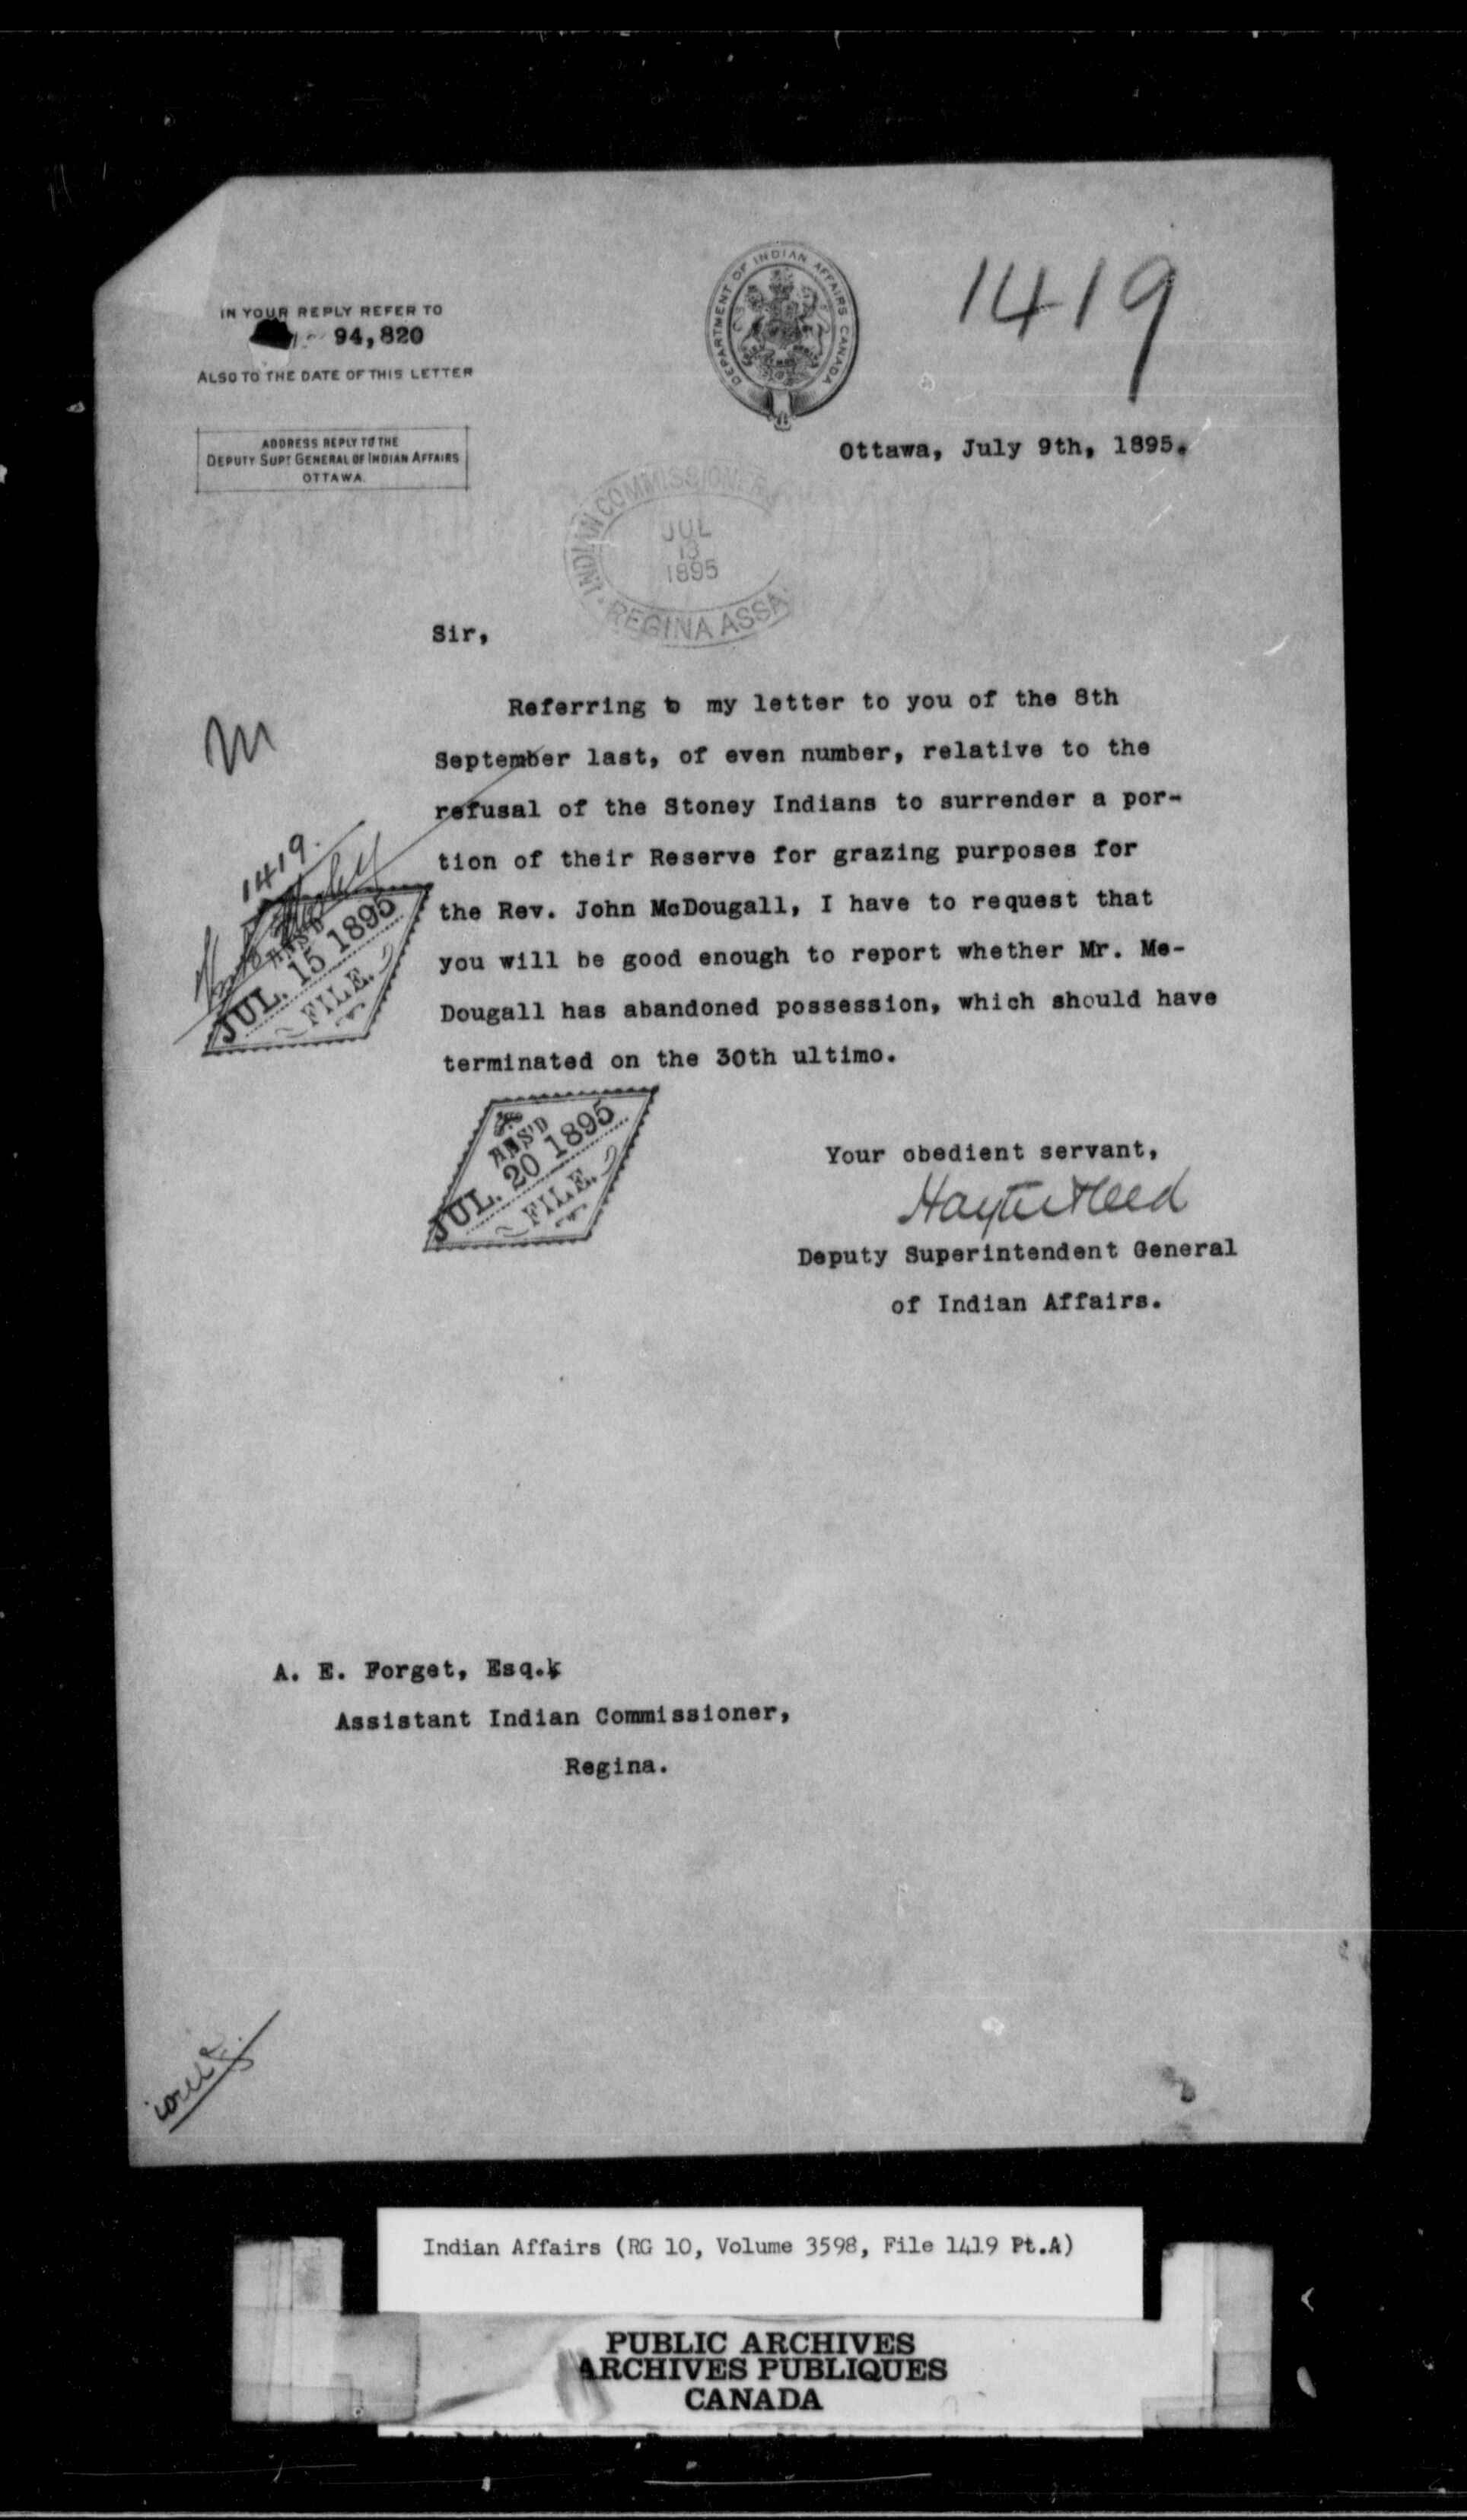 1419
DEPARTMENT OF INDIAN AFFAIRS CANADA
IN YOUR REPLY REFER TO
94,820
ALSO TO THE DATE OF THIS LETTER
ADDRESS REPLY TO THE
DEPUTY SUPT GENERAL OF INDIAN AFFAIRS
OTTAWA.
Ottawa, July 9th, 1895.
INDIAN COMMISSIONER
JUL
13
1895
REGINA ASSA
Sir,
Referring to my letter to you of the 8th
September last, of even number, relative to the
refusal of the Stoney Indians to surrender a por-
tion of their Reserve for grazing purposes for
the Rev. John McDougall, I have to request that
you will be good enough to report whether Mr. Mc-
Dougall has abandoned possession, which should have
terminated on the 30th ultimo.
M
1419.
ANS'D
JUL. 15 1895
FILE.
ANS'D
JUL. 20 1895
FILE.
Your obedient servant,
Hayter Reed
Deputy Superintendent General
of Indian Affairs.
A. E. Forget, Esq.,
Assistant Indian Commissioner,
Regina.
Indian Affairs (RG 10, Volume 3598, File 1419 Pt.A)
PUBLIC ARCHIVES
ARCHIVES PUBLIQUES
CANADA